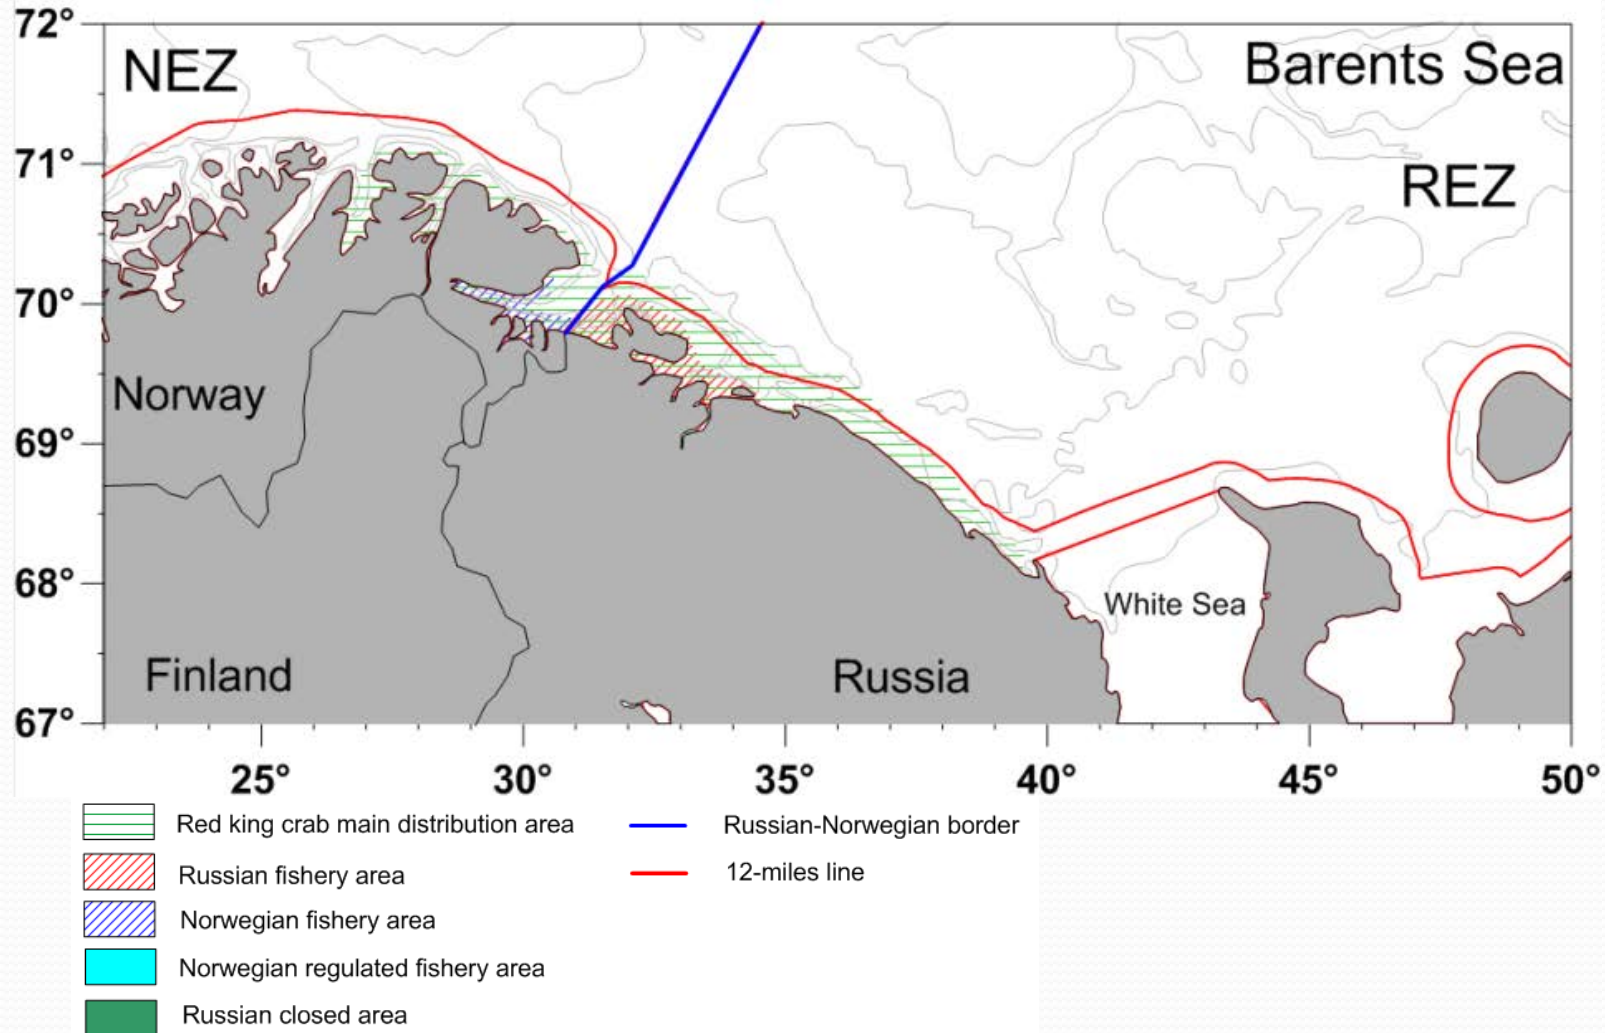 72°
NEZ
Barents Sea
71°
REZ
70°
Norway
69°
68°
White Sea
Finland
Russia
67°
25° 30° 35° 40° 45° 50°
Red king crab main distribution area
Russian-Norwegian border
Russian fishery area
12-miles line
Norwegian fishery area
Norwegian regulated fishery area
Russian closed area